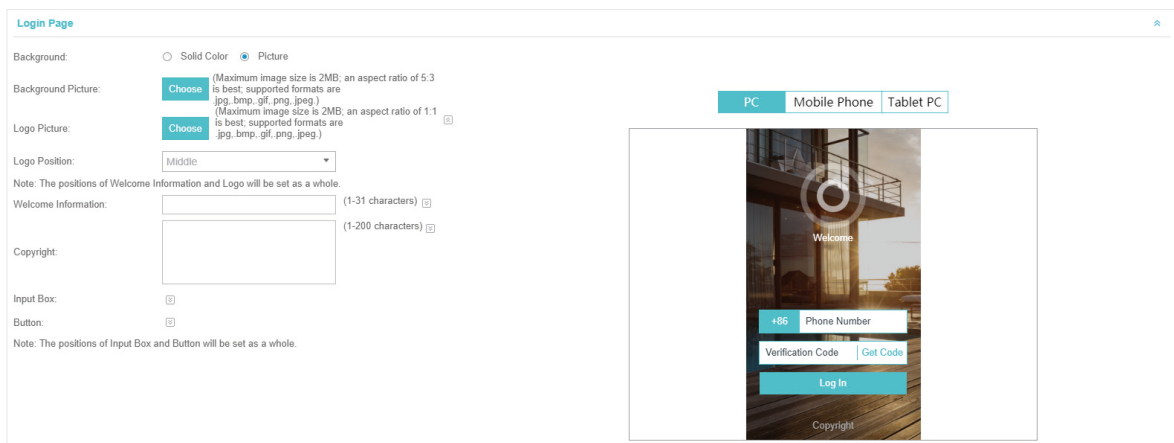 Login Page
Background:
Solid Color
Picture
Background Picture:
Choose
(Maximum image size is 2MB; an aspect ratio of 5:3
is best; supported formats are
.jpg,.bmp,.gif,.png,.jpeg.)
Logo Picture:
Choose
(Maximum image size is 2MB; an aspect ratio of 1:1
is best; supported formats are
.jpg,.bmp,.gif,.png,.jpeg.)
Logo Position:
Middle
Note: The positions of Welcome Information and Logo will be set as a whole.
Welcome Information:
(1-31 characters)
Copyright:
(1-200 characters)
Input Box:
Button:
Note: The positions of Input Box and Button will be set as a whole.
PC
Mobile Phone
Tablet PC
Welcome
+86
Phone Number
Verification Code
Get Code
Log In
Copyright